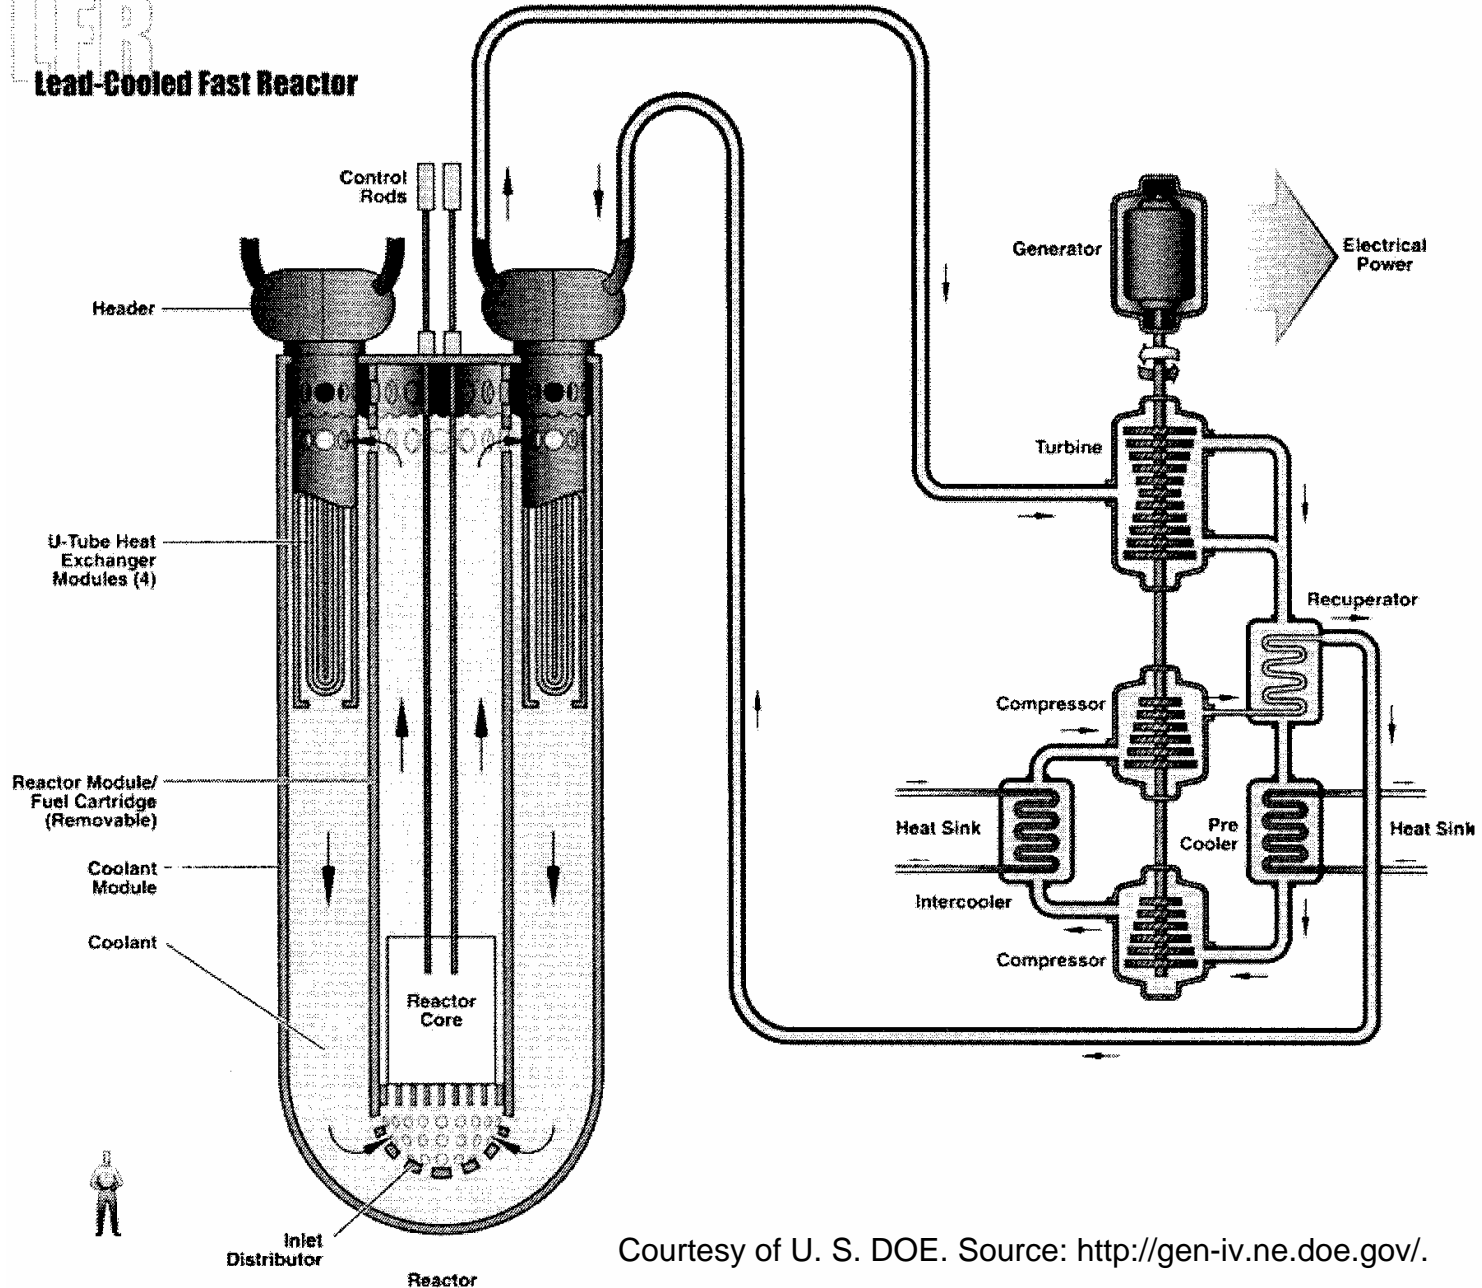 LFR
Lead-Cooled Fast Reactor
Control
Rods
Generator
Electrical
Power
Header
Turbine
U-Tube Heat
Exchanger
Modules (4)
Recuperator
Compressor
Reactor Module/
Fuel Cartridge
(Removable)
Heat Sink
Pre
Cooler
Heat Sink
Coolant
Module
Intercooler
Coolant
Compressor
Reactor
Core
Inlet
Distributor
Reactor
Courtesy of U. S. DOE. Source: http://gen-iv.ne.doe.gov/.